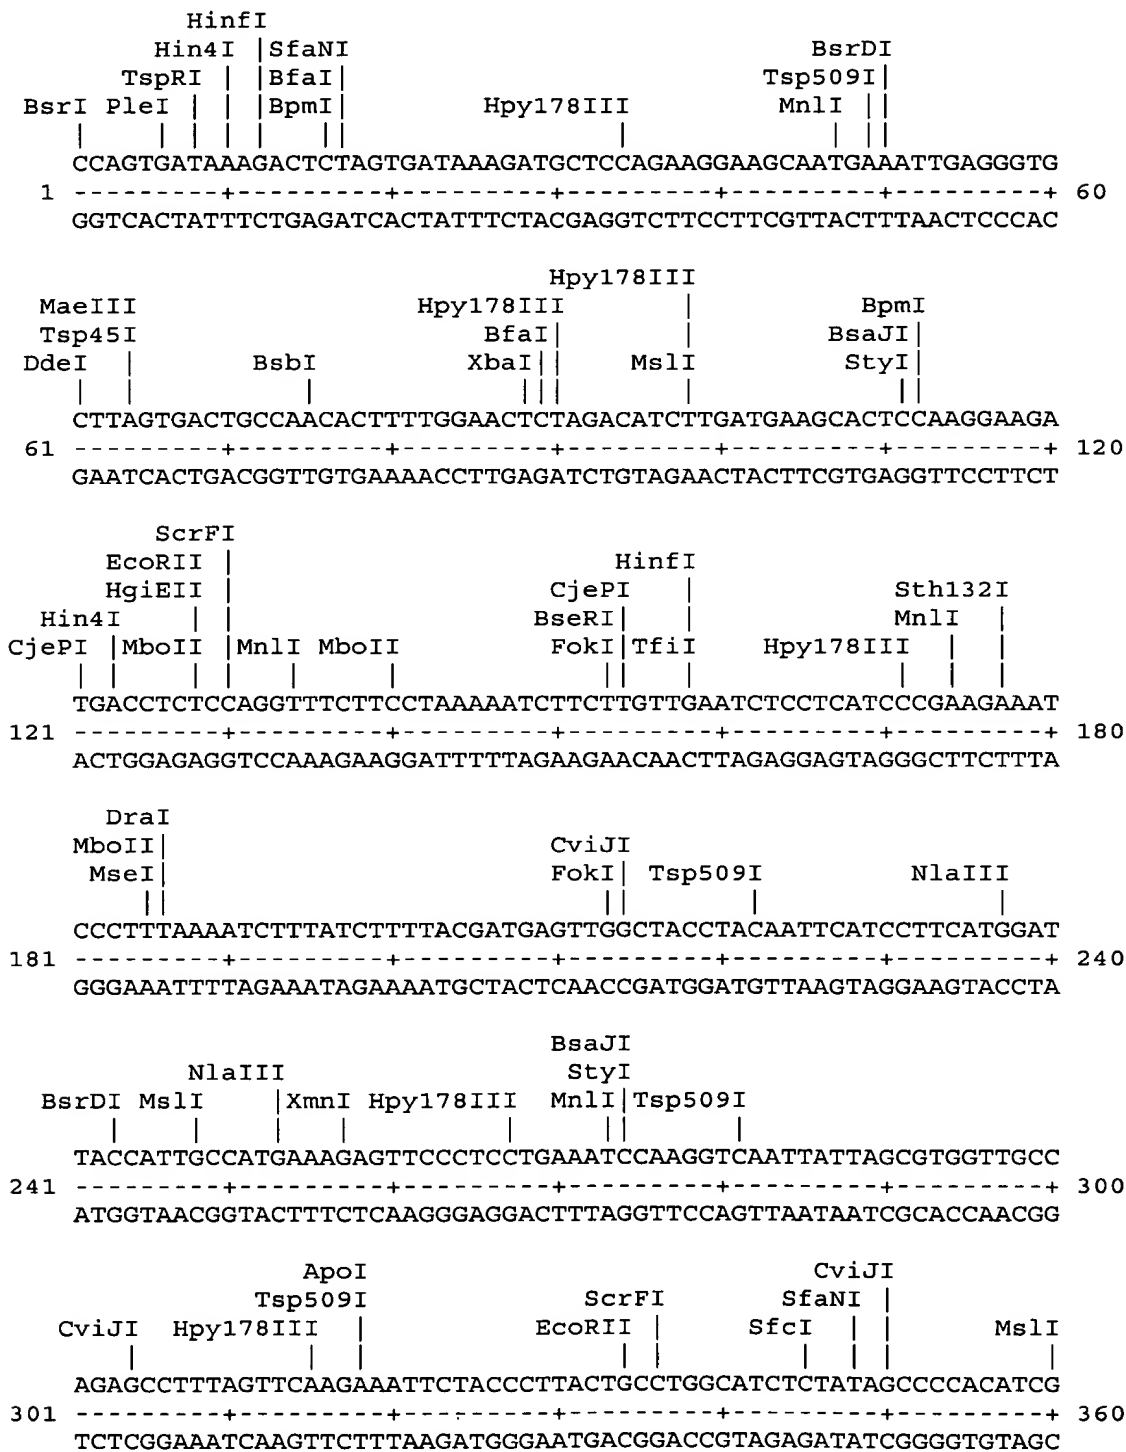 HinfI
Hin4I SfaNI BsrDI
TspRI BfaI Tsp509I
BsrI PleI BpmI Hpy178III MnlI
CCAGTGATAAAGACTCTAGTGATAAAGATGCTCCAGAAGGAAGCAATGAAATTGAGGGTG
1 ---------+---------+---------+---------+---------+---------+ 60
GGTCACTATTTCTGAGATCACTATTTCTACGAGGTCTTCCTTCGTTACTTTAACTCCCAC
Hpy178III
MaeIII Hpy178III BpmI
Tsp45I BfaI BsaJI
DdeI BsbI XbaI MslI StyI
CTTAGTGACTGCCAACACTTTTGGAACTCTAGACATCTTGATGAAGCACTCCAAGGAAGA
61 ---------+---------+---------+---------+---------+---------+ 120
GAATCACTGACGGTTGTGAAAACCTTGAGATCTGTAGAACTACTTCGTGAGGTTCCTTCT
ScrFI
EcoRII HinfI
HgiEII CjePI Sth132I
Hin4I BseRI MnlI
CjePI MboII MnlI MboII FokI TfiI Hpy178III
TGACCTCTCCAGGTTTCTTCCTAAAAATCTTCTTGTTGAATCTCCTCATCCCGAAGAAAT
121 ---------+---------+---------+---------+---------+---------+ 180
ACTGGAGAGGTCCAAAGAAGGATTTTTAGAAGAACAACTTAGAGGAGTAGGGCTTCTTTA
DraI
MboII CviJI
MseI FokI Tsp509I NlaIII
CCCTTTAAAATCTTTATCTTTTACGATGAGTTGGCTACCTACAATTCATCCTTCATGGAT
181 ---------+---------+---------+---------+---------+---------+ 240
GGGAAATTTTAGAAATAGAAAATGCTACTCAACCGATGGATGTTAAGTAGGAAGTACCTA
BsaJI
NlaIII StyI
BsrDI MslI XmnI Hpy178III MnlI Tsp509I
TACCATTGCCATGAAAGAGTTCCCTCCTGAAATCCAAGGTCAATTATTAGCGTGGTTGCC
241 ---------+---------+---------+---------+---------+---------+ 300
ATGGTAACGGTACTTTCTCAAGGGAGGACTTTAGGTTCCAGTTAATAATCGCACCAACGG
ApoI CviJI
Tsp509I ScrFI SfaNI
CviJI Hpy178III EcoRII SfcI MslI
AGAGCCTTTAGTTCAAGAAATTCTACCCTTACTGCCTGGCATCTCTATAGCCCCACATCG
301 ---------+---------+---------+---------+---------+---------+ 360
TCTCGGAAATCAAGTTCTTTAAGATGGGAATGACGGACCGTAGAGATATCGGGGTGTAGC